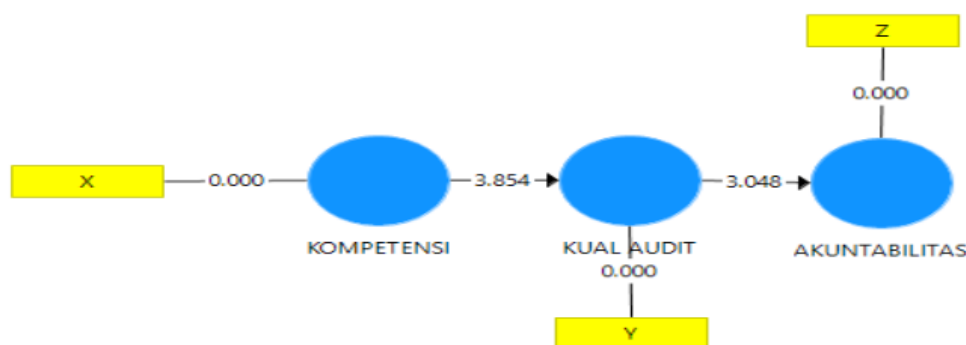 Z
0.000
X
0.000
3.854
3.048
KOMPETENSI
KUAL AUDIT
AKUNTABILITAS
0.000
Y